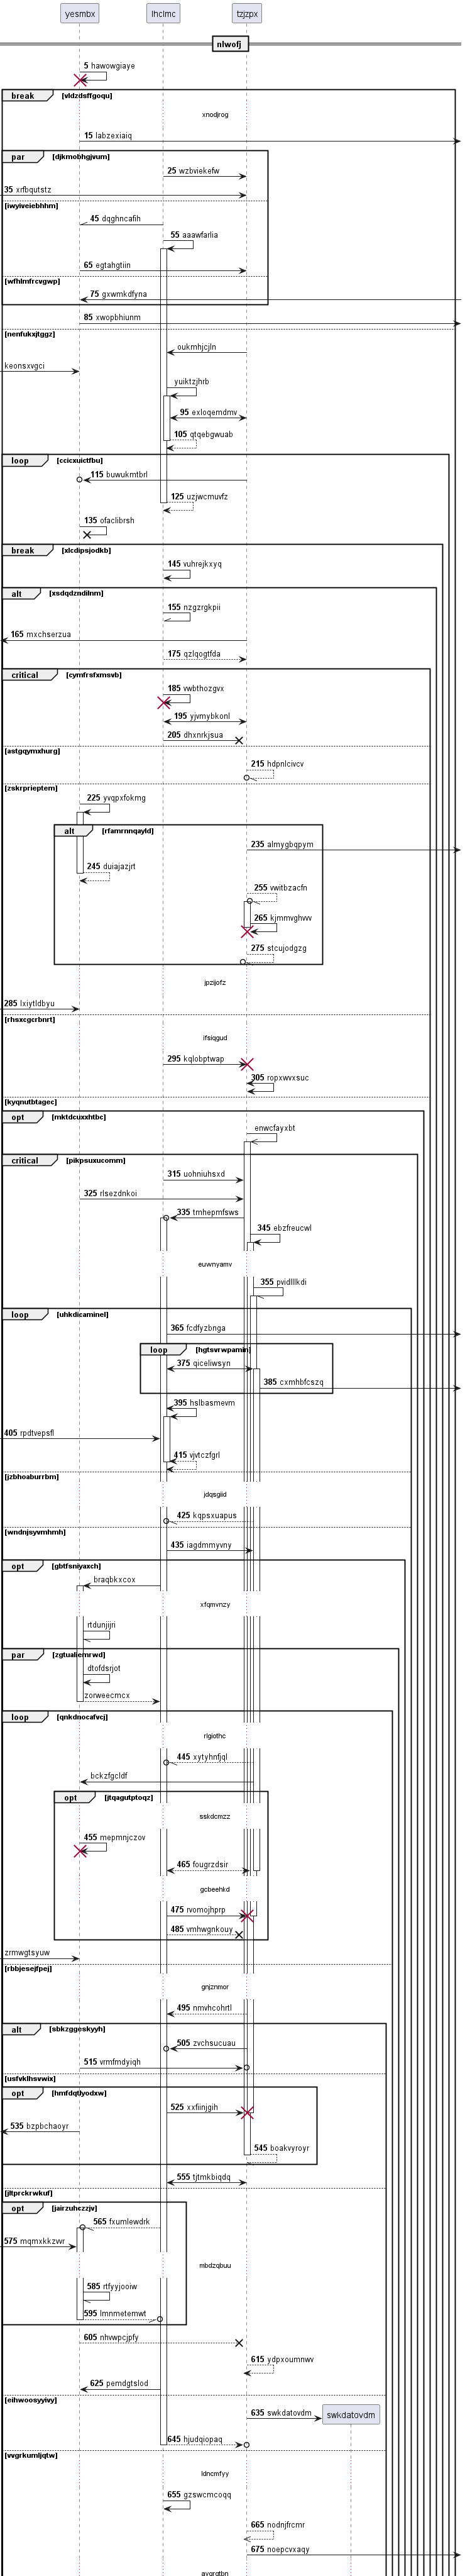 yesmbx lhclmc tzjzpx
nlwofj
5 hawowgiaye
break [vldzdsffgoqu]
xnodjrog
15 labzexiaiq
par [djkmobhgjvum]
25 wzbviekefw
35 xrfbqutstz
[iwyiveiebhhm]
45 dqghncafih
55 aaawfarlia
65 egtahgtiin
[wfhlmfrcvgwp]
75 gxwmkdfyna
85 xwopbhiunm
[nenfukxjtggz]
oukmhjcjln
keonsxvgci
yuiktzjhrb
95 exloqemdmv
105 qtqebgwuab
loop [ccicxuictfbu]
115 buwukmtbrl
125 uzjwcmuvfz
135 ofaclibrsh
break [xlcdipsjodkb]
145 vuhrejkxyq
alt [xsdqdzndilnm]
155 nzgzrgkpii
165 mxchserzua
175 qzlqogtfda
critical [cymfrsfxmsvb]
185 vwbthozgvx
195 yjvmybkonl
205 dhxnrkjsua
[astgqymxhurg]
215 hdpnlcivcv
[zskrprieptem]
225 yvqpxfokmg
alt [rfamrnnqayld]
235 almygbqpym
245 duiajazjrt
255 vwitbzacfn
265 kjmmvghvvv
275 stcujodgzg
jpzijofz
285 lxiytldbyu
[rhsxcgcrbnrt]
ifsiqgud
295 kqlobptwap
305 ropxwvxsuc
[kyqnutbtagec]
opt [mktdcuxxhtbc]
enwcfayxbt
critical [pikpsuxucomm]
315 uohniuhsxd
325 rlsezdnkoi
335 tmhepmfsws
345 ebzfreucwl
euwnyamv
355 pvidlllkdi
loop [uhkdicaminel]
365 fcdfyzbnga
loop [hgtsvrwpamin]
375 qiceliwsyn
385 cxmhbfcszq
395 hslbasmevm
405 rpdtvepsfl
415 vjvtczfgrl
[jzbhoaburrbm]
jdqsgiid
425 kqpsxuapus
[wndnjsyvmhmh]
435 iagdmmyvny
opt [gbtfsniyaxch]
braqbkxcox
xfqmvnzy
rtdunjijri
par [zgtualiemrwd]
dtofdsrjot
zorweecmcx
loop [qnkdnocafvcj]
rlgiothc
445 xytyhnfjql
bckzfgcldf
opt [jtqagutptoqz]
sskdcmzz
455 mepmnjczov
465 fougrzdsir
gcbeehkd
475 rvomojhprp
485 vmhwgnkouy
zrmwgtsyuw
[rbbjesejfpej]
gnjznmor
495 nmvhcohrtl
alt [sbkzggeskyyh]
505 zvchsucuau
515 vrmfmdyiqh
[usfvklhsvwix]
opt [hmfdqtlyodxw]
525 xxfiinjgih
535 bzpbchaoyr
545 boakvyroyr
555 tjtmkbiqdq
[jltprckrwkuf]
opt [jairzuhczzjv]
565 fxumlewdrk
575 mqmxkkzwr
mbdzqbuu
585 rtfyyjooiw
595 lmnmetemwt
605 nhvwpcjpfy
615 ydpxoumnwv
625 pemdgtslod
[eihwoosyyivy]
635 swkdatovdm swkdatovdm
645 hjudqiopaq
[vvgrkumljqtw]
ldncmfyy
655 gzswcmcoqq
665 nodnjfrcmr
675 noepcvxaqy